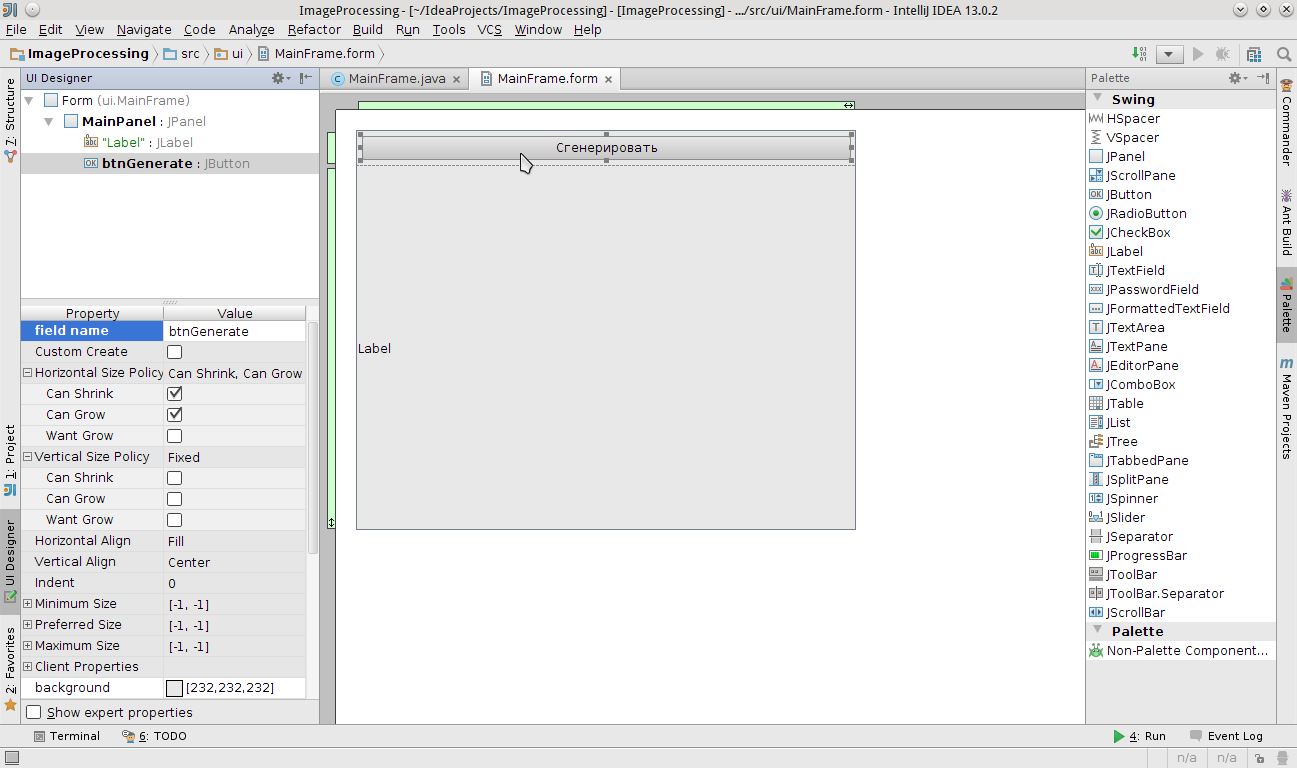 ImageProcessing - [~/IdeaProjects/ImageProcessing] - [ImageProcessing] - .../src/ui/MainFrame.form - IntelliJ IDEA 13.0.2
File Edit View Navigate Code Analyze Refactor Build Run Tools VCS Window Help
ImageProcessing src ui MainFrame.form
UI Designer
MainFrame.java MainFrame.form
Palette
7: Structure
1: Project
UI Designer
2: Favorites
Form (ui.MainFrame)
MainPanel : JPanel
"Label" : JLabel
btnGenerate : JButton
Property Value
field name btnGenerate
Custom Create
Horizontal Size Policy Can Shrink, Can Grow
Can Shrink
Can Grow
Want Grow
Vertical Size Policy Fixed
Can Shrink
Can Grow
Want Grow
Horizontal Align Fill
Vertical Align Center
Indent 0
Minimum Size [-1, -1]
Preferred Size [-1, -1]
Maximum Size [-1, -1]
Client Properties
background [232,232,232]
Show expert properties
Сгенерировать
Label
Swing
HSpacer
VSpacer
JPanel
JScrollPane
JButton
JRadioButton
JCheckBox
JLabel
JTextField
JPasswordField
JFormattedTextField
JTextArea
JTextPane
JEditorPane
JComboBox
JTable
JList
JTree
JTabbedPane
JSplitPane
JSpinner
JSlider
JSeparator
JProgressBar
JToolBar
JToolBar.Separator
JScrollBar
Palette
Non-Palette Component...
Commander
Ant Build
Palette
Maven Projects
Terminal 6: TODO 4: Run Event Log
n/a n/a